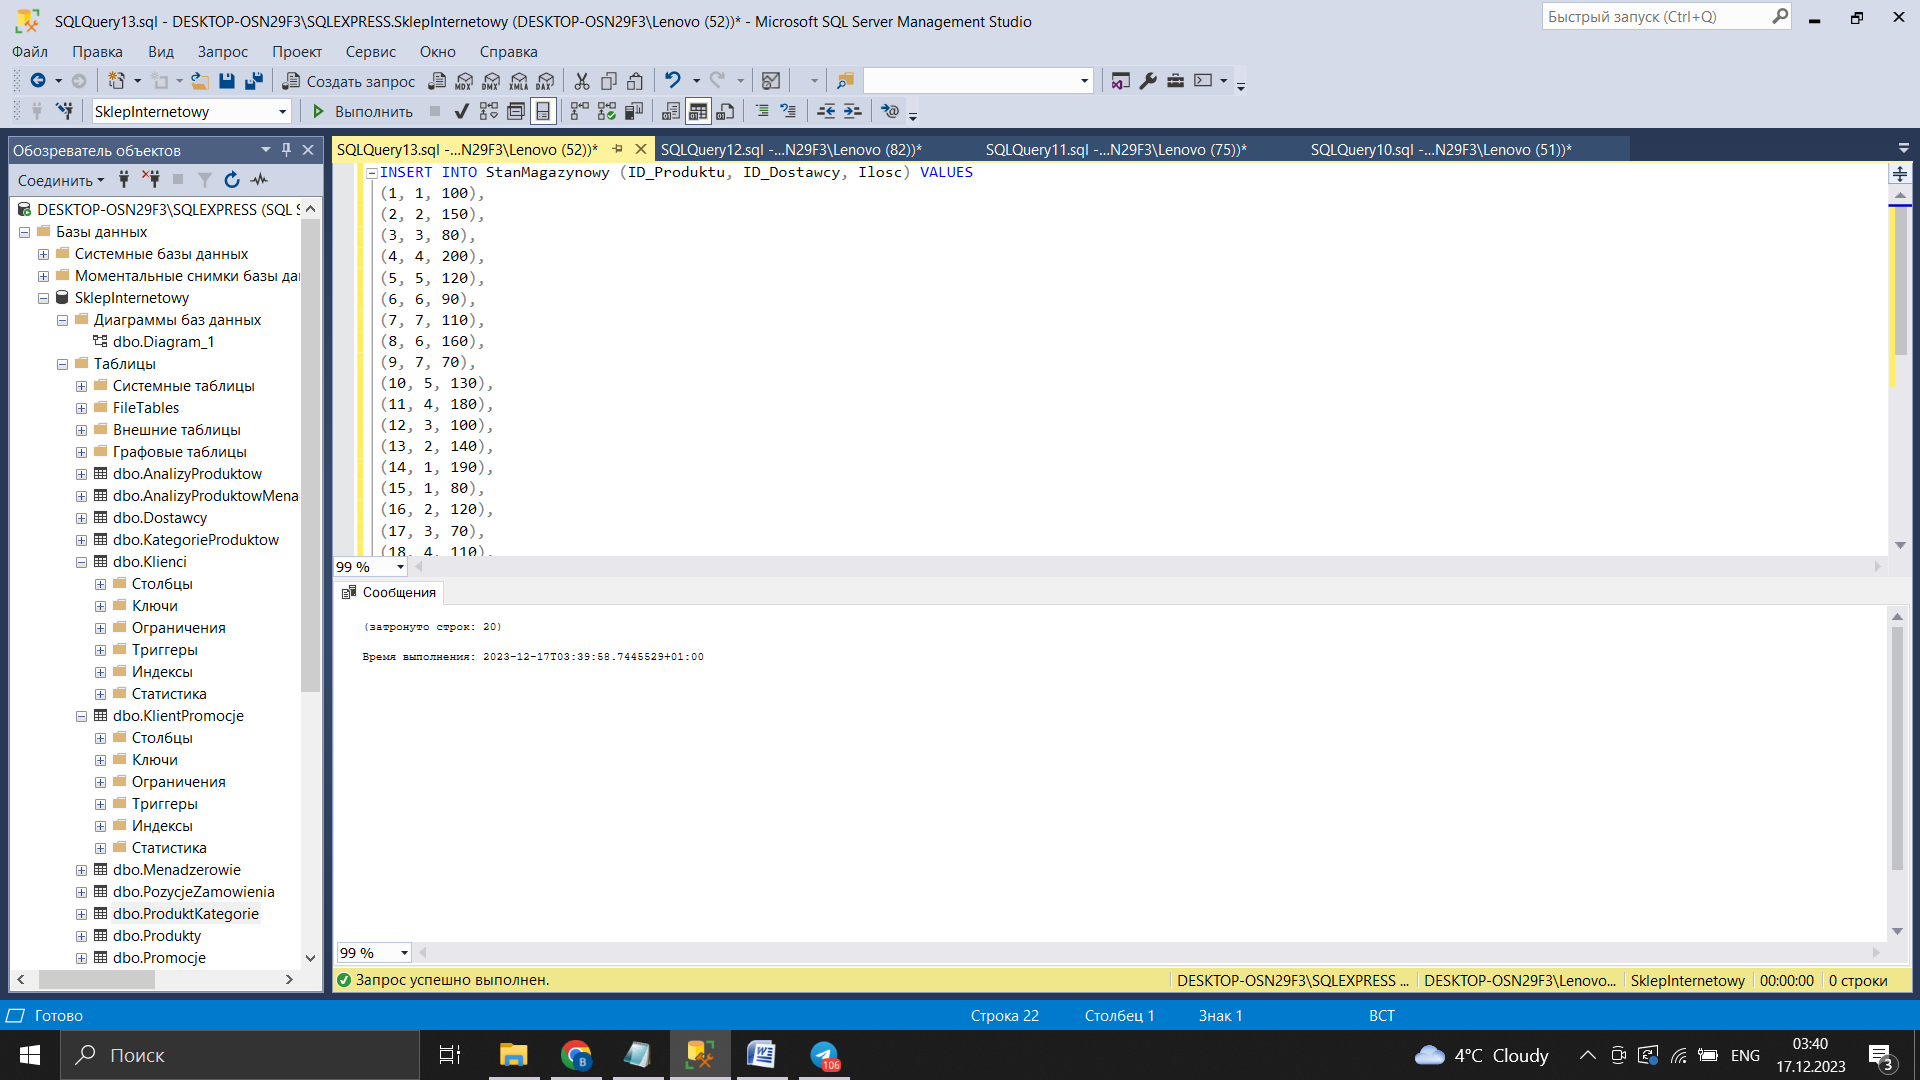 SQLQuery13.sql - DESKTOP-OSN29F3\SQLEXPRESS.SklepInternetowy (DESKTOP-OSN29F3\Lenovo (52))* - Microsoft SQL Server Management Studio
Быстрый запуск (Ctrl+Q)
Файл Правка Вид Запрос Проект Сервис Окно Справка
Создать запрос MDX DMX XMLA DAX
SklepInternetowy Выполнить
Обозреватель объектов
SQLQuery13.sql -...N29F3\Lenovo (52))* SQLQuery12.sql -...N29F3\Lenovo (82))* SQLQuery11.sql -...N29F3\Lenovo (75))* SQLQuery10.sql -...N29F3\Lenovo (51))*
Соединить
DESKTOP-OSN29F3\SQLEXPRESS (SQL S
Базы данных
Системные базы данных
Моментальные снимки базы да
SklepInternetowy
Диаграммы баз данных
dbo.Diagram_1
Таблицы
Системные таблицы
FileTables
Внешние таблицы
Графовые таблицы
dbo.AnalizyProduktow
dbo.AnalizyProduktowMena
dbo.Dostawcy
dbo.KategorieProduktow
dbo.Klienci
Столбцы
Ключи
Ограничения
Триггеры
Индексы
Статистика
dbo.KlientPromocje
Столбцы
Ключи
Ограничения
Триггеры
Индексы
Статистика
dbo.Menadzerowie
dbo.PozycjeZamowienia
dbo.ProduktKategorie
dbo.Produkty
dbo.Promocje
INSERT INTO StanMagazynowy (ID_Produktu, ID_Dostawcy, Ilosc) VALUES
(1, 1, 100),
(2, 2, 150),
(3, 3, 80),
(4, 4, 200),
(5, 5, 120),
(6, 6, 90),
(7, 7, 110),
(8, 6, 160),
(9, 7, 70),
(10, 5, 130),
(11, 4, 180),
(12, 3, 100),
(13, 2, 140),
(14, 1, 190),
(15, 1, 80),
(16, 2, 120),
(17, 3, 70),
(18, 4, 110),
99 %
Сообщения
(затронуто строк: 20)
Время выполнения: 2023-12-17T03:39:58.7445529+01:00
99 %
Запрос успешно выполнен. DESKTOP-OSN29F3\SQLEXPRESS ... DESKTOP-OSN29F3\Lenovo... SklepInternetowy 00:00:00 0 строки
Готово Строка 22 Столбец 1 Знак 1 ВСТ
Поиск
106
4°C Cloudy
ENG
03:40
17.12.2023
3